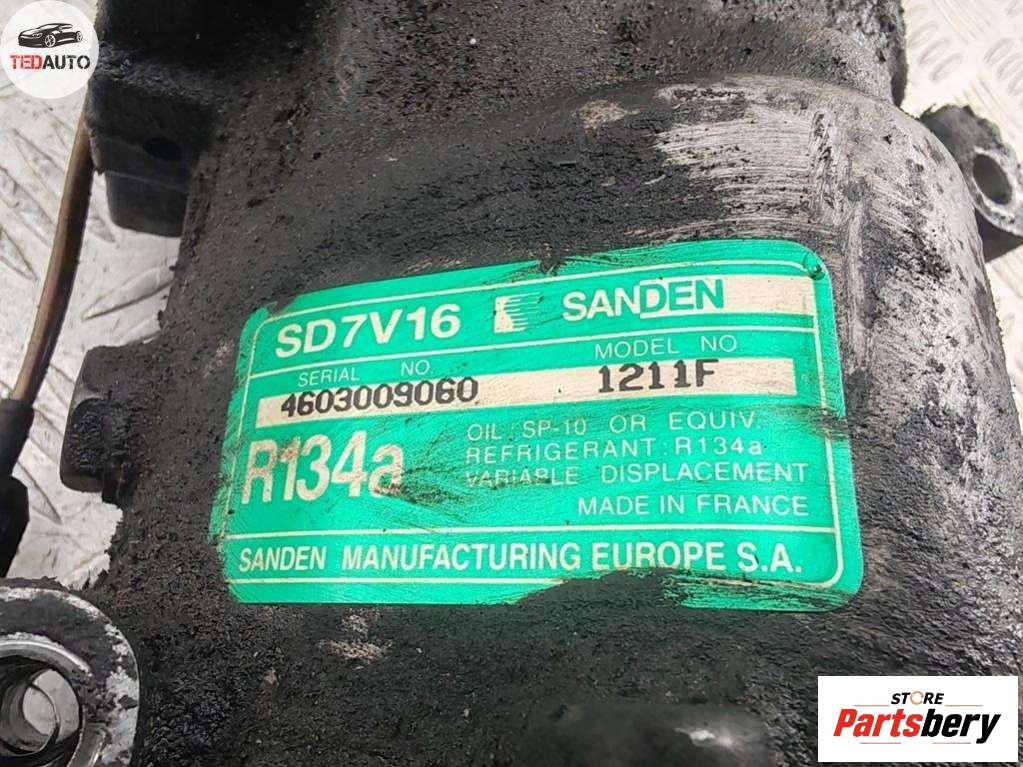 TEDAUTO
SD7V16 SANDEN
SERIAL NO. MODEL NO
4603009060 1211F
R134a
OIL : SP-10 OR EQUIV.
REFRIGERANT : R134a
VARIABLE DISPLACEMENT
MADE IN FRANCE
SANDEN MANUFACTURING EUROPE S.A.
STORE
Partsbery